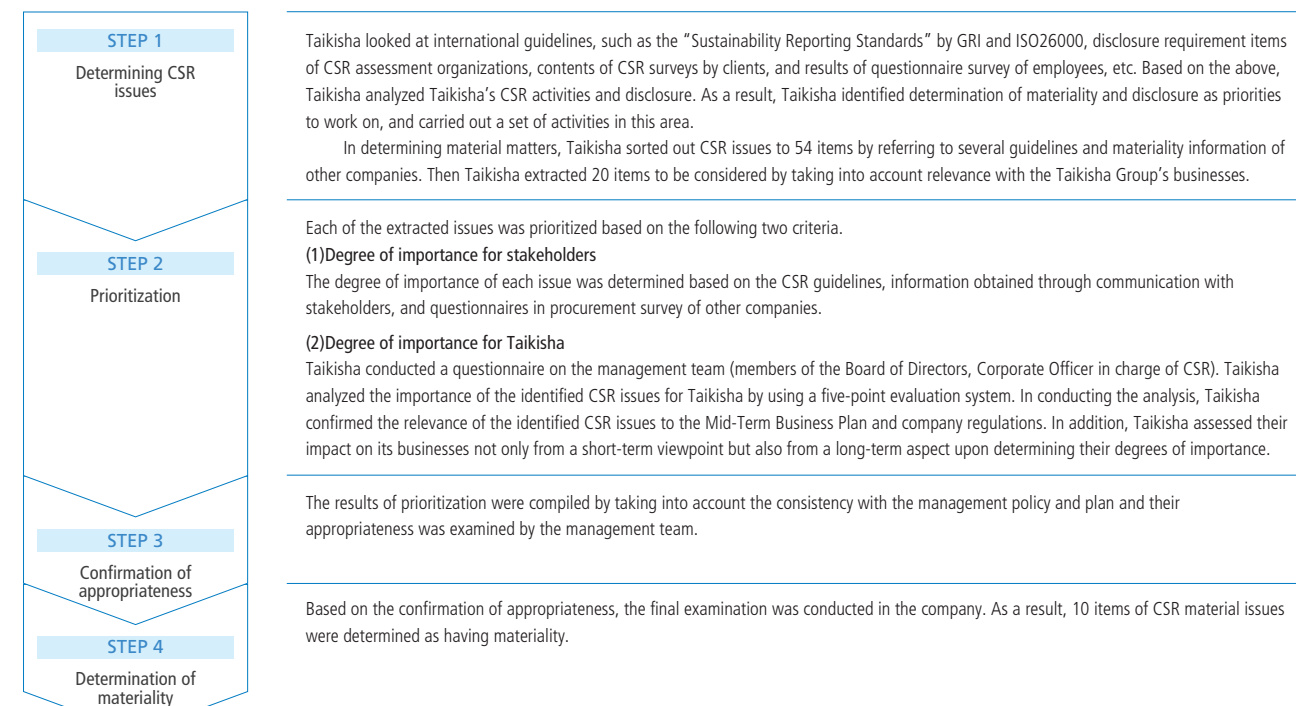 STEP 1
Determining CSR
issues
Taikisha looked at international guidelines, such as the “Sustainability Reporting Standards” by GRI and ISO26000, disclosure requirement items
of CSR assessment organizations, contents of CSR surveys by clients, and results of questionnaire survey of employees, etc. Based on the above,
Taikisha analyzed Taikisha’s CSR activities and disclosure. As a result, Taikisha identified determination of materiality and disclosure as priorities
to work on, and carried out a set of activities in this area.
In determining material matters, Taikisha sorted out CSR issues to 54 items by referring to several guidelines and materiality information of
other companies. Then Taikisha extracted 20 items to be considered by taking into account relevance with the Taikisha Group’s businesses.
STEP 2
Prioritization
Each of the extracted issues was prioritized based on the following two criteria.
(1)Degree of importance for stakeholders
The degree of importance of each issue was determined based on the CSR guidelines, information obtained through communication with
stakeholders, and questionnaires in procurement survey of other companies.
(2)Degree of importance for Taikisha
Taikisha conducted a questionnaire on the management team (members of the Board of Directors, Corporate Officer in charge of CSR). Taikisha
analyzed the importance of the identified CSR issues for Taikisha by using a five-point evaluation system. In conducting the analysis, Taikisha
confirmed the relevance of the identified CSR issues to the Mid-Term Business Plan and company regulations. In addition, Taikisha assessed their
impact on its businesses not only from a short-term viewpoint but also from a long-term aspect upon determining their degrees of importance.
STEP 3
Confirmation of
appropriateness
The results of prioritization were compiled by taking into account the consistency with the management policy and plan and their
appropriateness was examined by the management team.
STEP 4
Determination of
materiality
Based on the confirmation of appropriateness, the final examination was conducted in the company. As a result, 10 items of CSR material issues
were determined as having materiality.